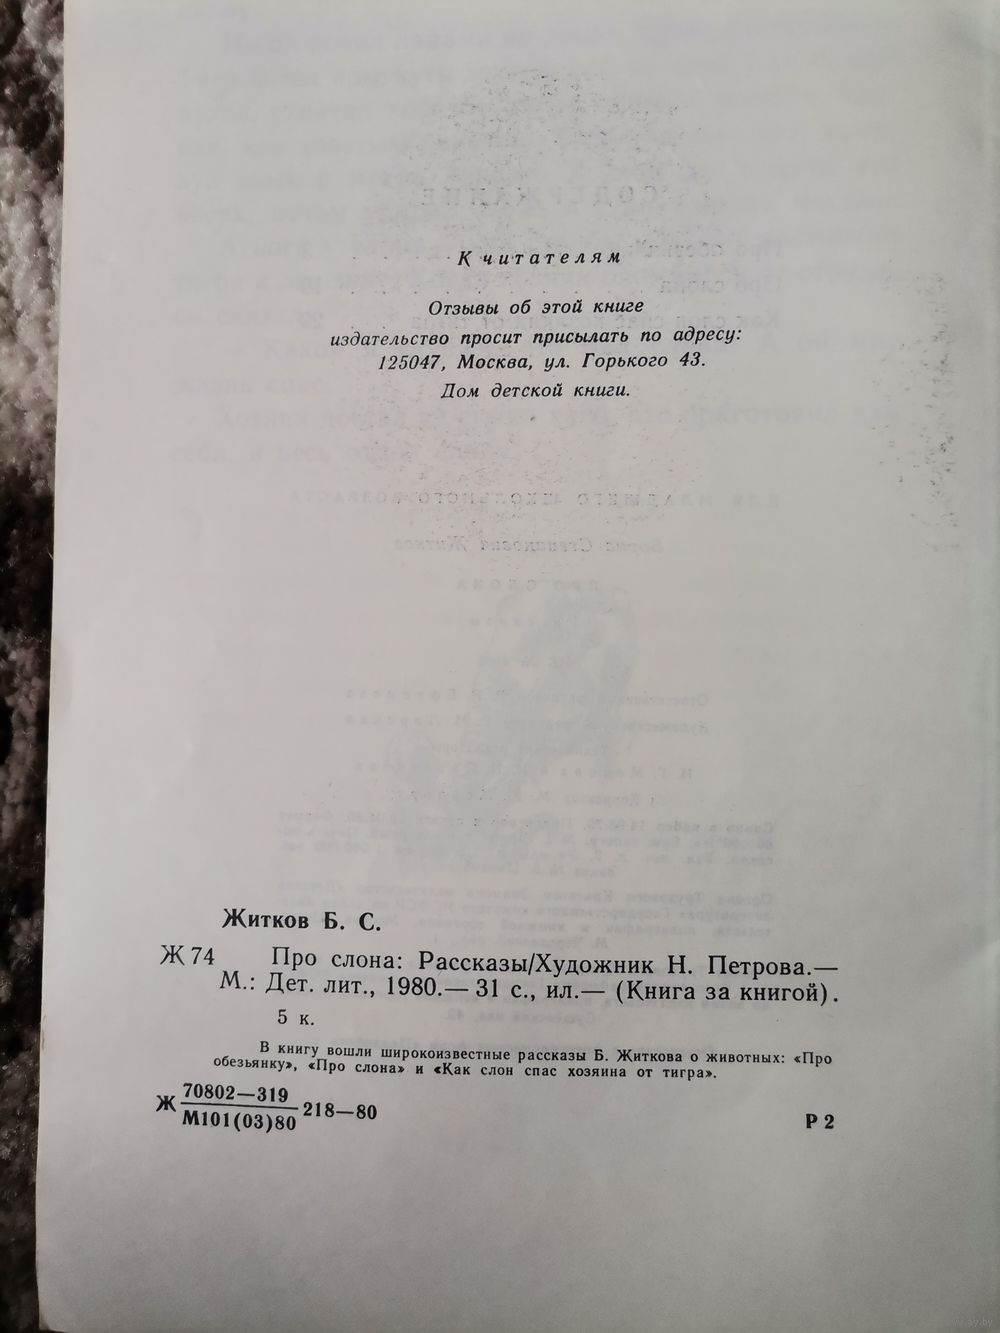 К читателям
Отзывы об этой книге
издательство просит присылать по адресу:
125047, Москва, ул. Горького 43.
Дом детской книги.
Житков Б. С.
Ж 74 Про слона: Рассказы/Художник Н. Петрова.—
М.: Дет. лит., 1980.— 31 с., ил.— (Книга за книгой).
5 к.
В книгу вошли широкоизвестные рассказы Б. Житкова о животных: «Про
обезьянку», «Про слона» и «Как слон спас хозяина от тигра».
Ж 70802—319
М101(03)80 218—80
Р 2